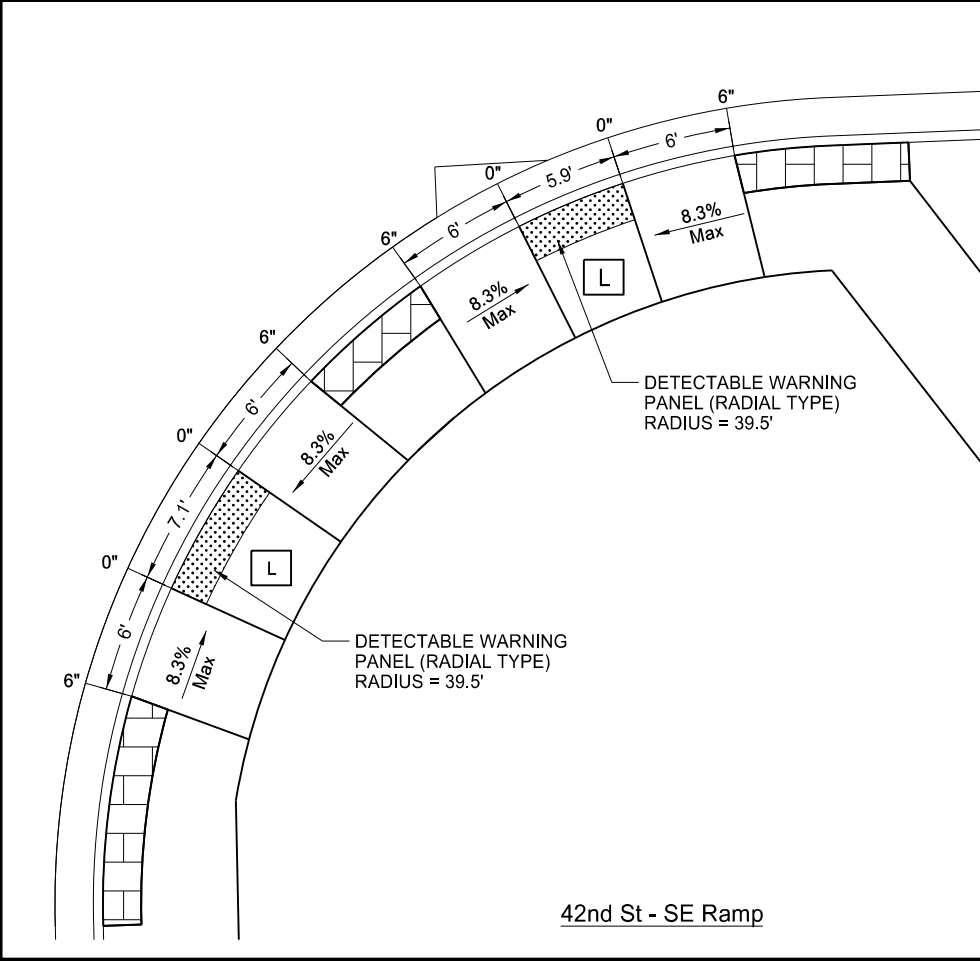 6"
0"
6'
0"
5.9'
6"
6'
8.3%
Max
8.3%
Max
L
6"
6'
0"
8.3%
Max
7.1'
0"
L
6'
6"
8.3%
Max
DETECTABLE WARNING
PANEL (RADIAL TYPE)
RADIUS = 39.5'
DETECTABLE WARNING
PANEL (RADIAL TYPE)
RADIUS = 39.5'
42nd St - SE Ramp